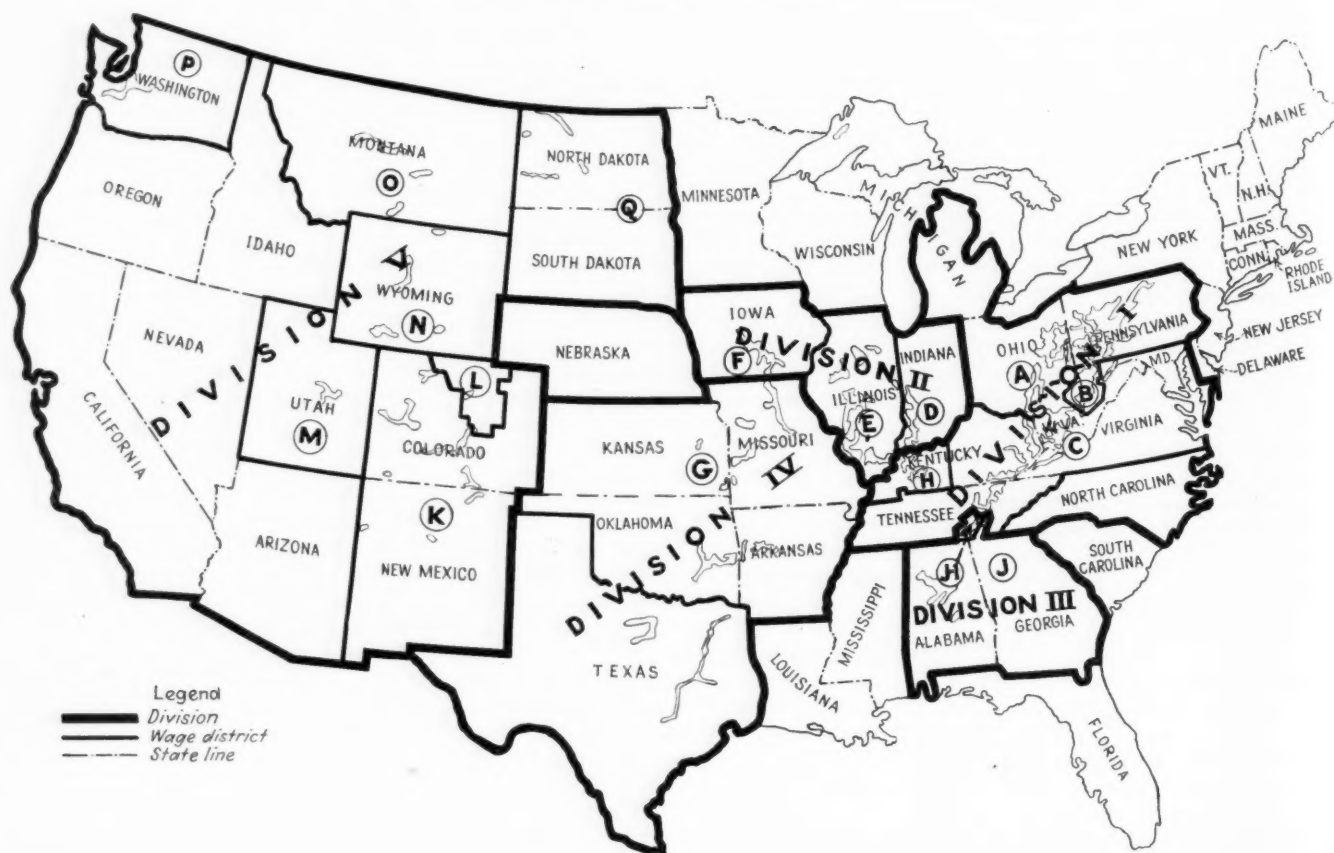 P
WASHINGTON
MONTANA
O
NORTH DAKOTA
Q
MINNESOTA
MAINE
VT.
N.H.
OREGON
IDAHO
SOUTH DAKOTA
WISCONSIN
MICHIGAN
NEW YORK
MASS.
CONN.
RHODE ISLAND
WYOMING
N
DIVISION V
NEVADA
NEBRASKA
IOWA
F
DIVISION II
INDIANA
OHIO
A
PENNSYLVANIA
DIVISION I
NEW JERSEY
MD.
DELAWARE
CALIFORNIA
UTAH
M
L
COLORADO
KANSAS
G
MISSOURI
ILLINOIS
E
D
B
W.VA.
VIRGINIA
C
KENTUCKY
H
ARIZONA
K
NEW MEXICO
OKLAHOMA
DIVISION IV
ARKANSAS
TENNESSEE
NORTH CAROLINA
SOUTH CAROLINA
JH
J
DIVISION III
ALABAMA
GEORGIA
TEXAS
LOUISIANA
MISSISSIPPI
FLORIDA
Legend
Division
Wage district
State line